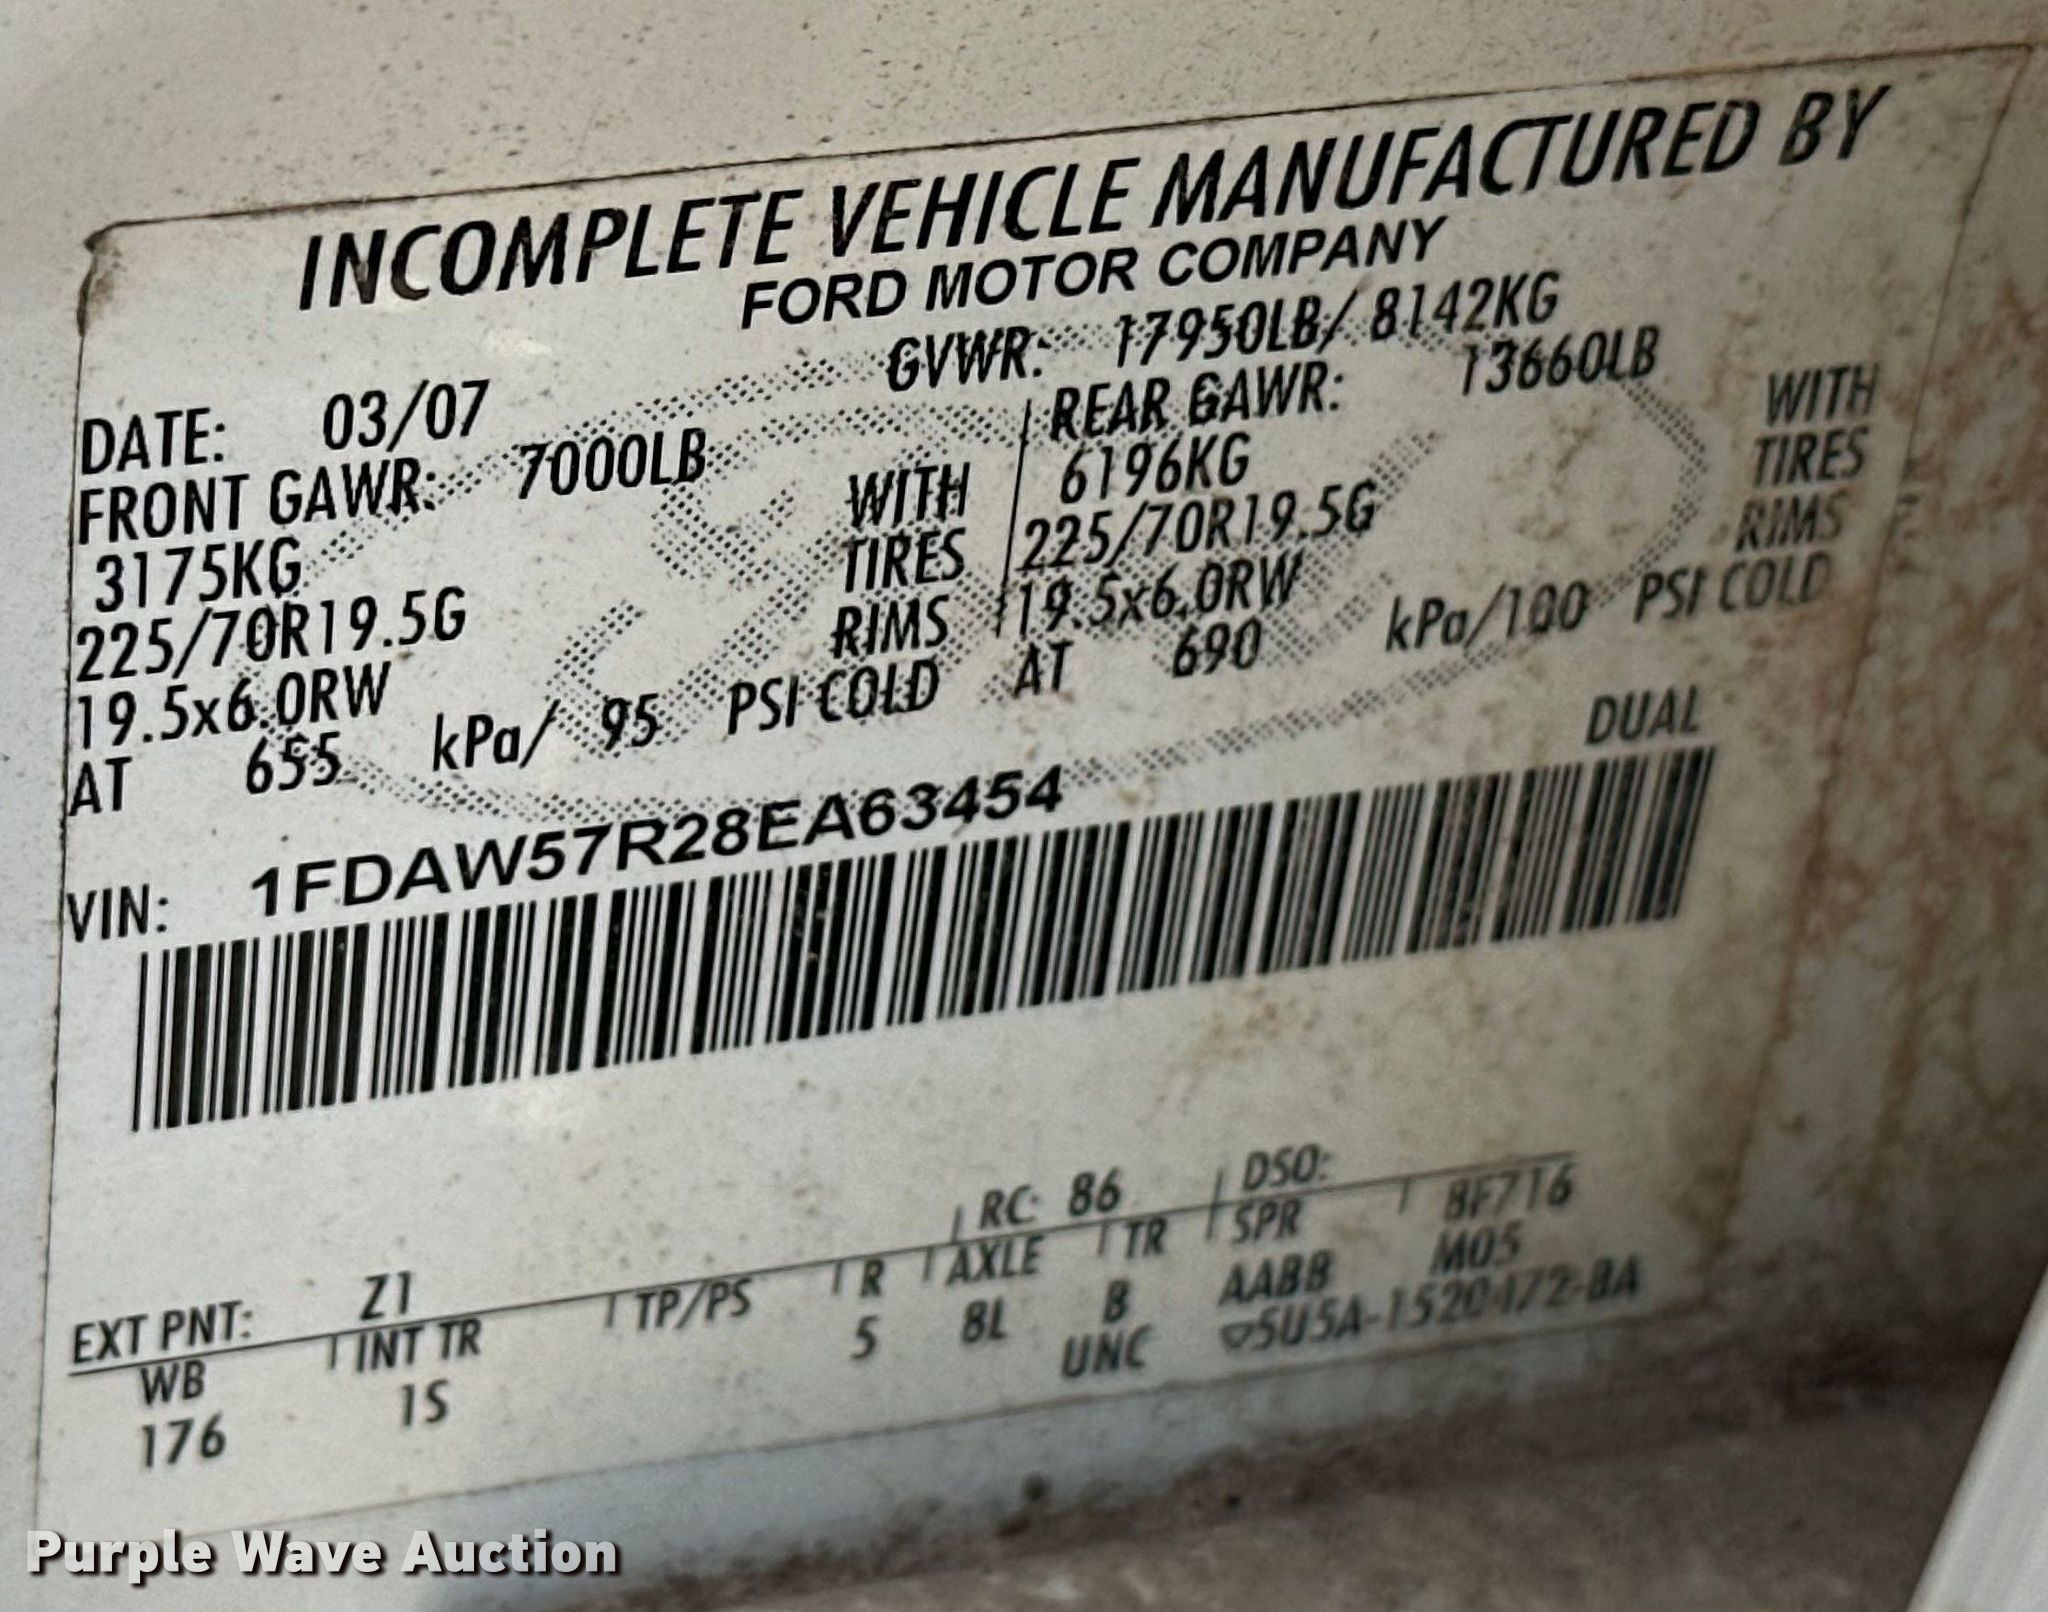 INCOMPLETE VEHICLE MANUFACTURED BY
FORD MOTOR COMPANY
DATE: 03/07 GVWR: 17950LB/ 8142KG
FRONT GAWR: 7000LB REAR GAWR: 13660LB
3175KG WITH 6196KG WITH
225/70R19.5G TIRES 225/70R19.5G TIRES
19.5x6.0RW RIMS 19.5x6.0RW RIMS
AT 655 kPa/ 95 PSI COLD AT 690 kPa/100 PSI COLD
DUAL
VIN: 1FDAW57R28EA63454
EXT PNT: Z1 RC: 86 DSO:
WB INT TR TP/PS R AXLE TR SPR 8F716
176 1S 5 8L B AABB M05
UNC 5U5A-1520472-BA
Purple Wave Auction